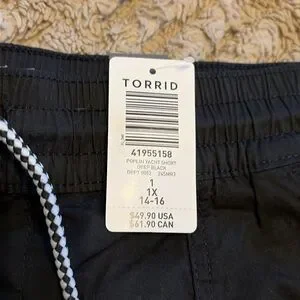 TORRID
41955158
POPLIN YACHT SHORT
DEEP BLACK
1
1X
14-16
$49.90 USA
$61.90 CAN